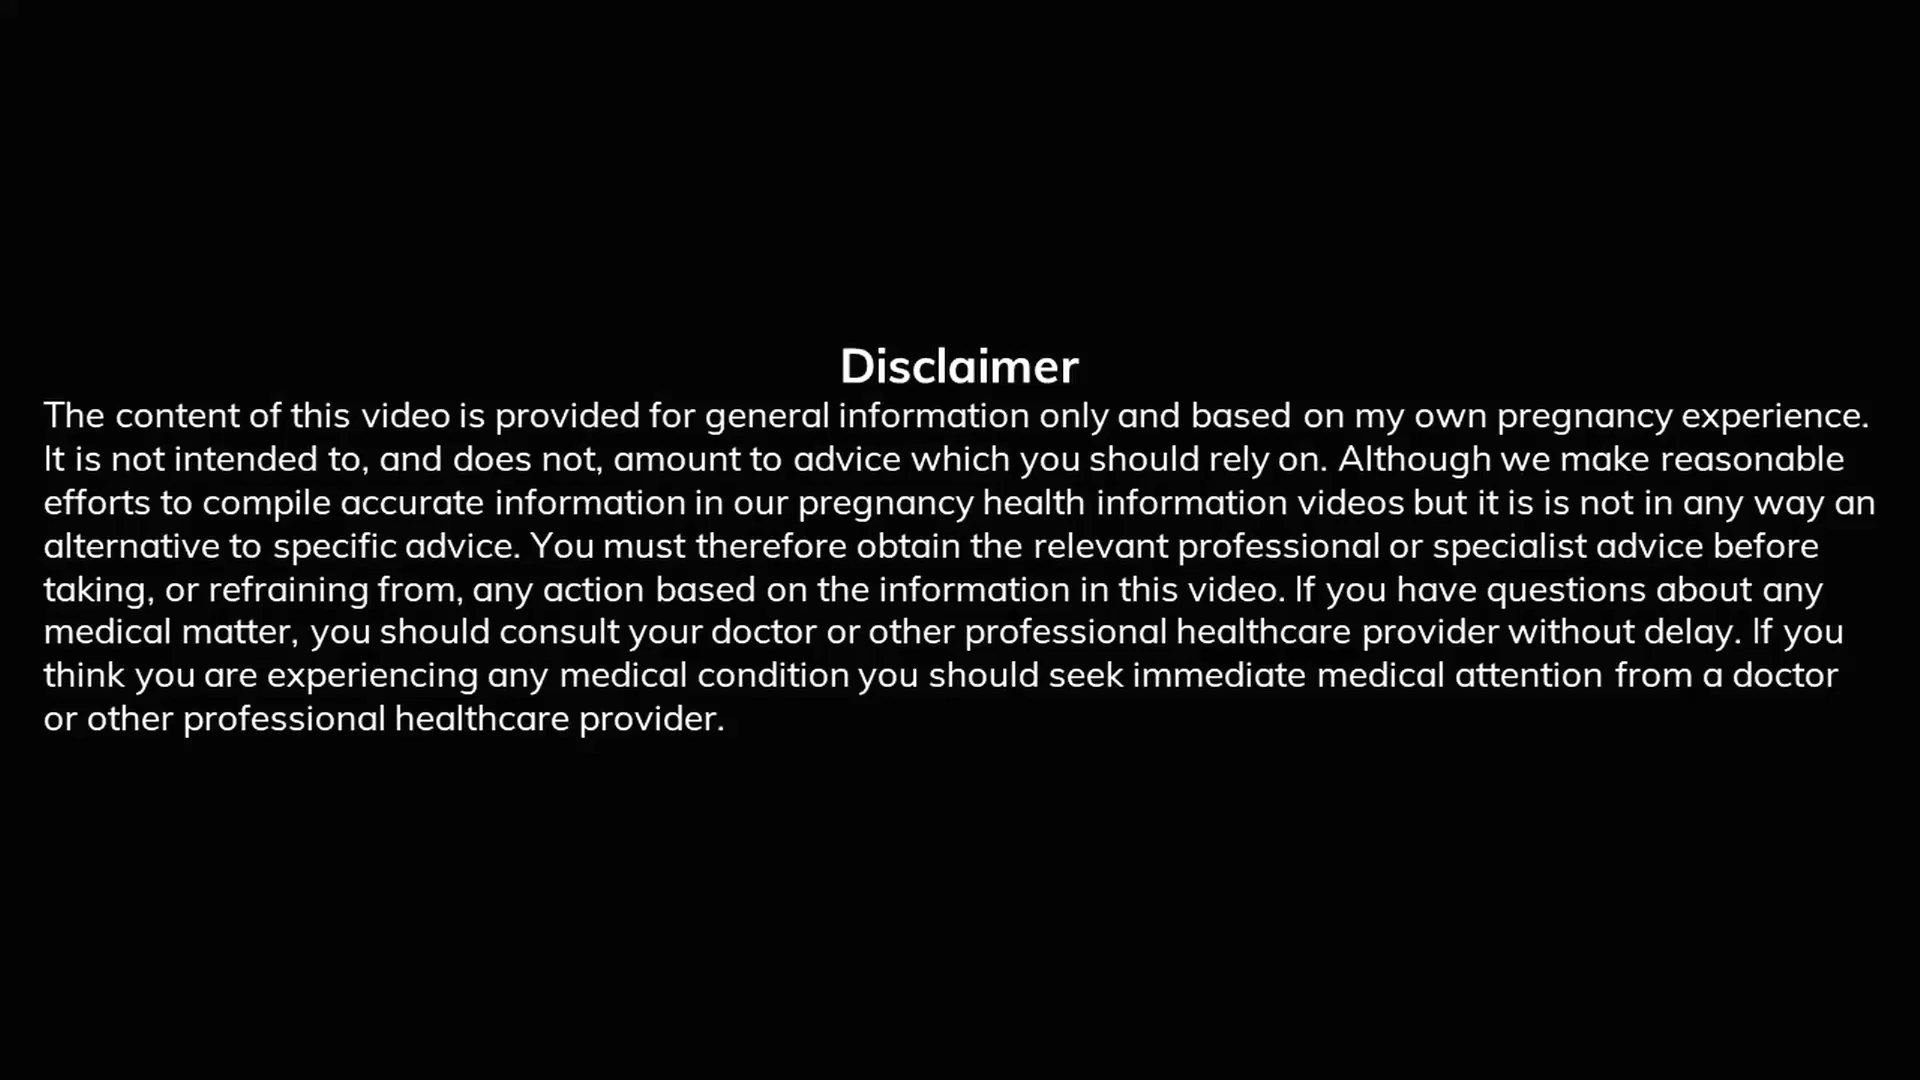 Disclaimer
The content of this video is provided for general information only and based on my own pregnancy experience.
It is not intended to, and does not, amount to advice which you should rely on. Although we make reasonable
efforts to compile accurate information in our pregnancy health information videos but it is is not in any way an
alternative to specific advice. You must therefore obtain the relevant professional or specialist advice before
taking, or refraining from, any action based on the information in this video. If you have questions about any
medical matter, you should consult your doctor or other professional healthcare provider without delay. If you
think you are experiencing any medical condition you should seek immediate medical attention from a doctor
or other professional healthcare provider.